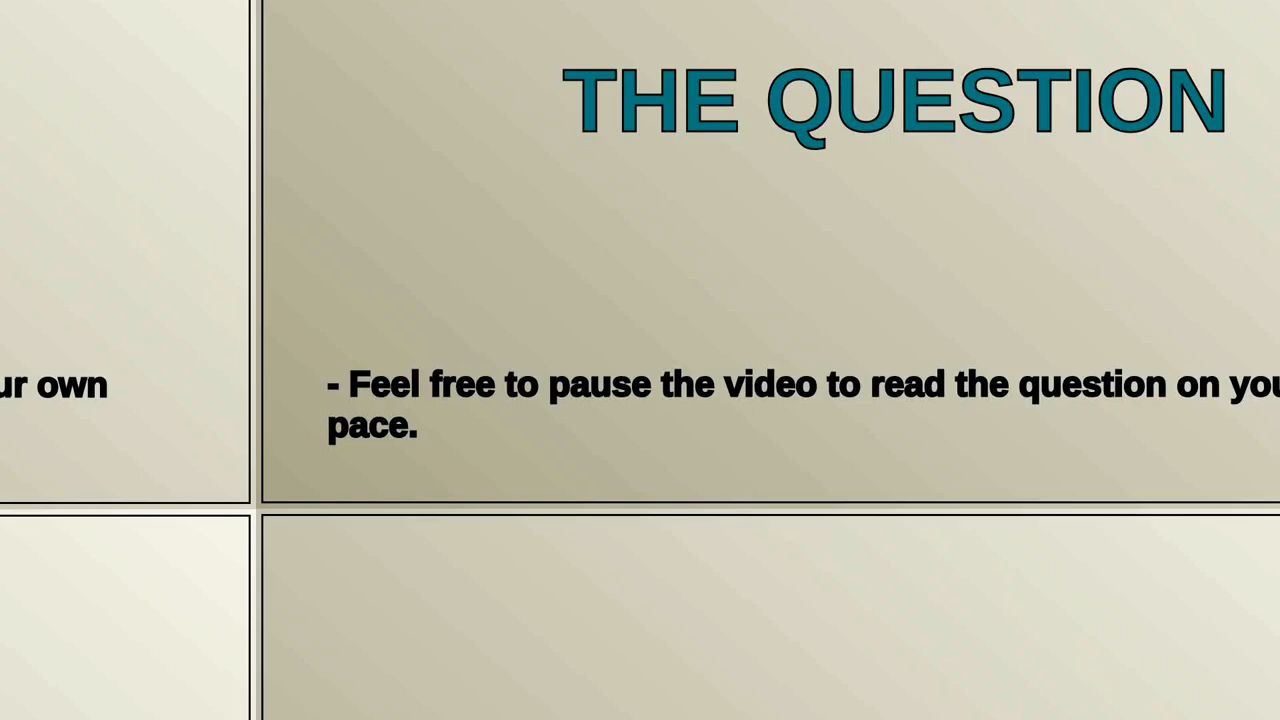 THE QUESTION
ur own
- Feel free to pause the video to read the question on you
pace.